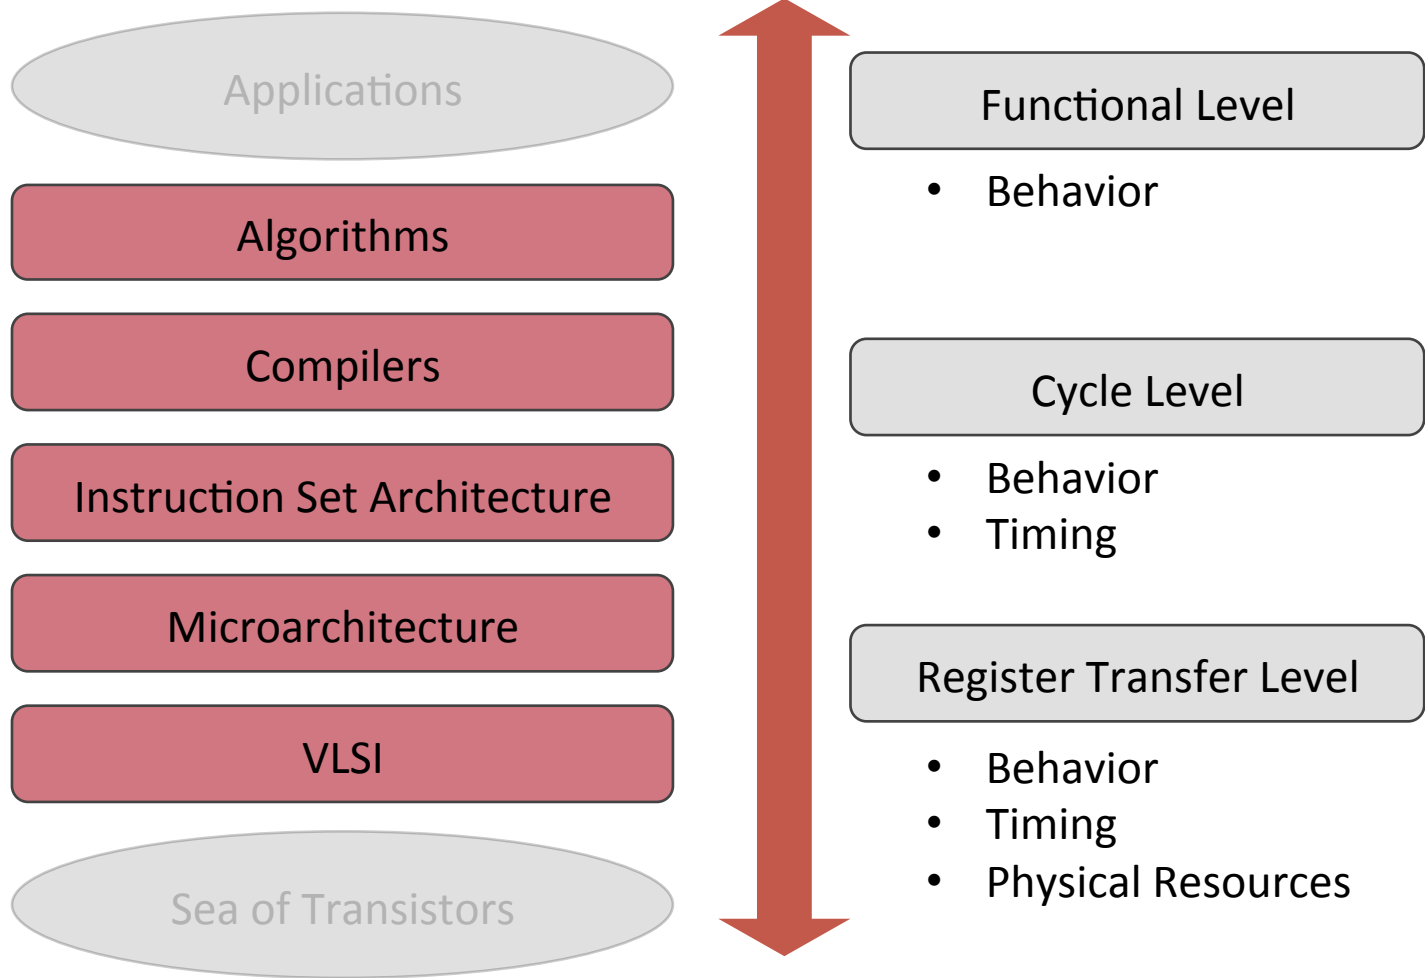 Applications
Algorithms
Compilers
Instruction Set Architecture
Microarchitecture
VLSI
Sea of Transistors
Functional Level
• Behavior
Cycle Level
• Behavior
• Timing
Register Transfer Level
• Behavior
• Timing
• Physical Resources